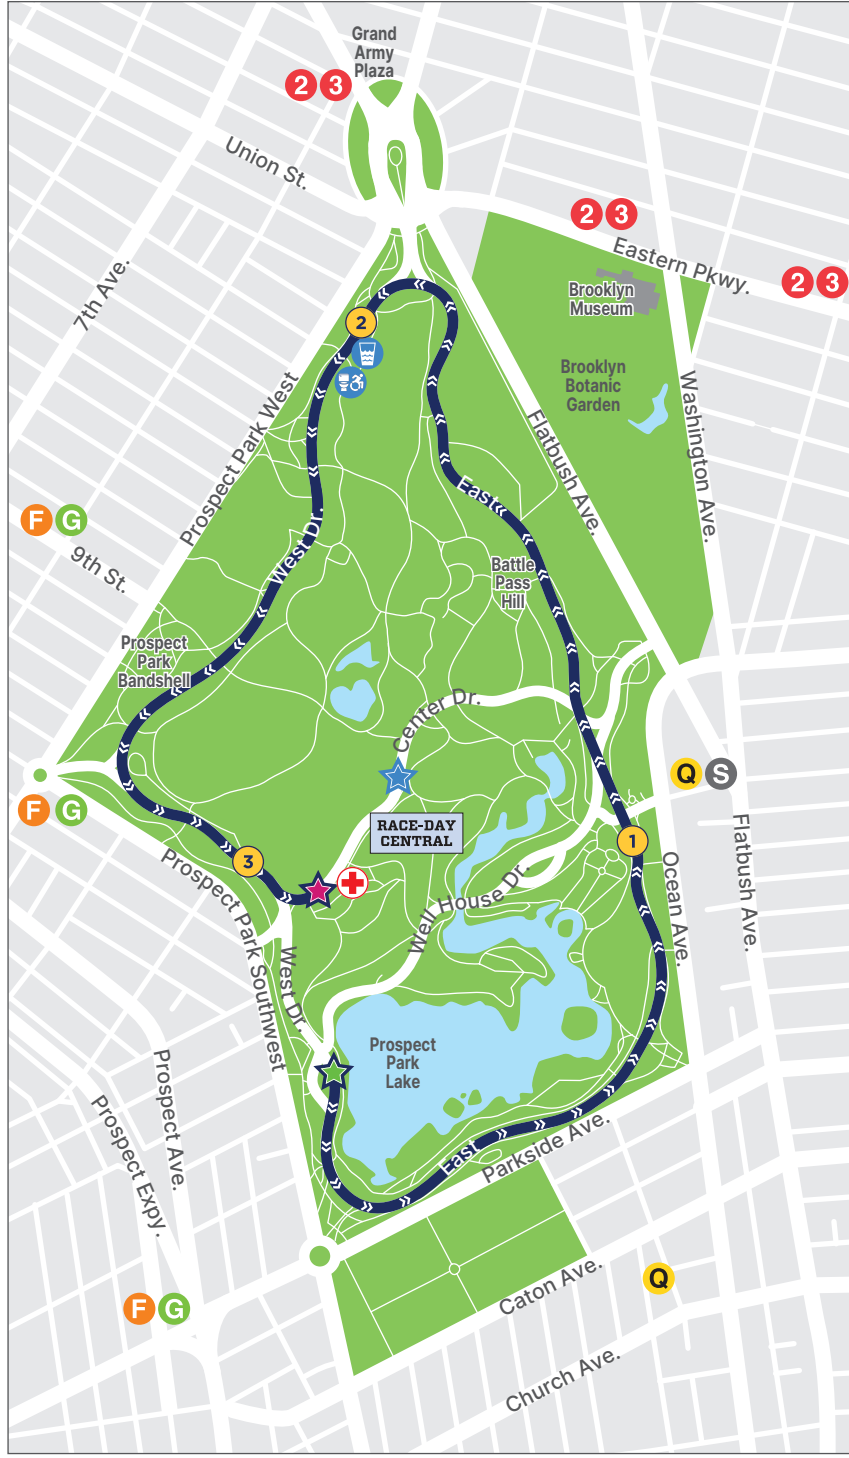 Grand
Army
Plaza
2 3
Union St.
2 3
Eastern Pkwy.
2 3
7th Ave.
Brooklyn
Museum
2
Brooklyn
Botanic
Garden
Prospect Park West
Flatbush Ave.
Washington Ave.
East
F G
9th St.
West Dr.
Battle
Pass
Hill
Prospect
Park
Bandshell
Center Dr.
Q S
F G
RACE-DAY
CENTRAL
1
Flatbush Ave.
3
Prospect Park Southwest
Well House Dr.
Ocean Ave.
West Dr.
Prospect
Park
Lake
Prospect Ave.
Prospect Expy.
East
Parkside Ave.
Caton Ave.
Q
F G
Church Ave.